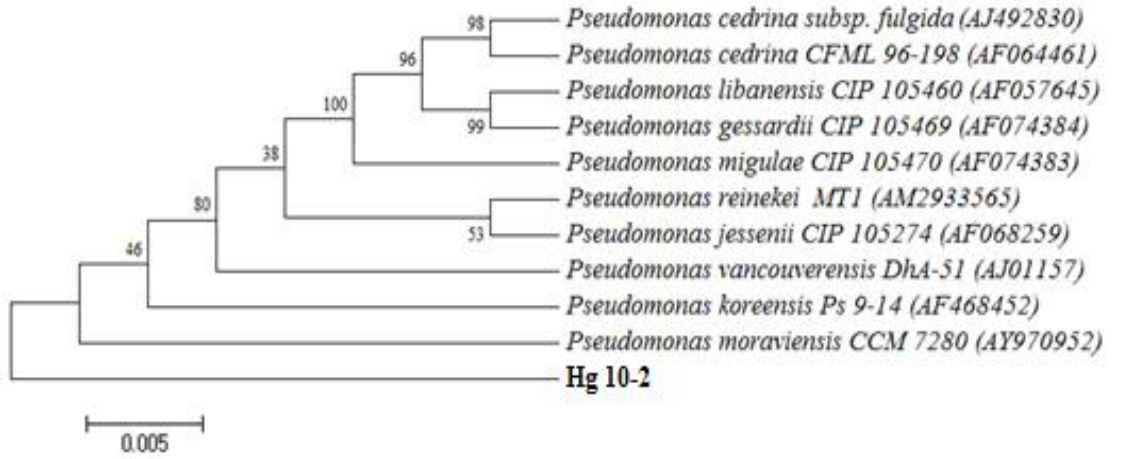 98
Pseudomonas cedrina subsp. fulgida (AJ492830)
96
Pseudomonas cedrina CFML 96-198 (AF064461)
100
Pseudomonas libanensis CIP 105460 (AF057645)
99
Pseudomonas gessardii CIP 105469 (AF074384)
38
Pseudomonas migulae CIP 105470 (AF074383)
80
Pseudomonas reinekei MT1 (AM2933565)
53
Pseudomonas jessenii CIP 105274 (AF068259)
46
Pseudomonas vancouverensis DhA-51 (AJ01157)
Pseudomonas koreensis Ps 9-14 (AF468452)
Pseudomonas moraviensis CCM 7280 (AY970952)
Hg 10-2
0.005